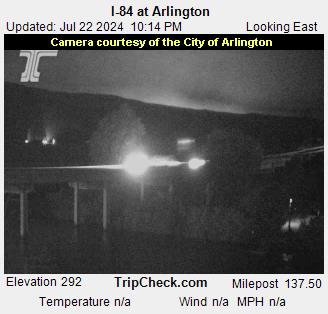 I-84 at Arlington
Updated: Jul 22 2024 10:14 PM Looking East
Camera courtesy of the City of Arlington
Elevation 292 TripCheck.com Milepost 137.50
Temperature n/a Wind n/a MPH n/a